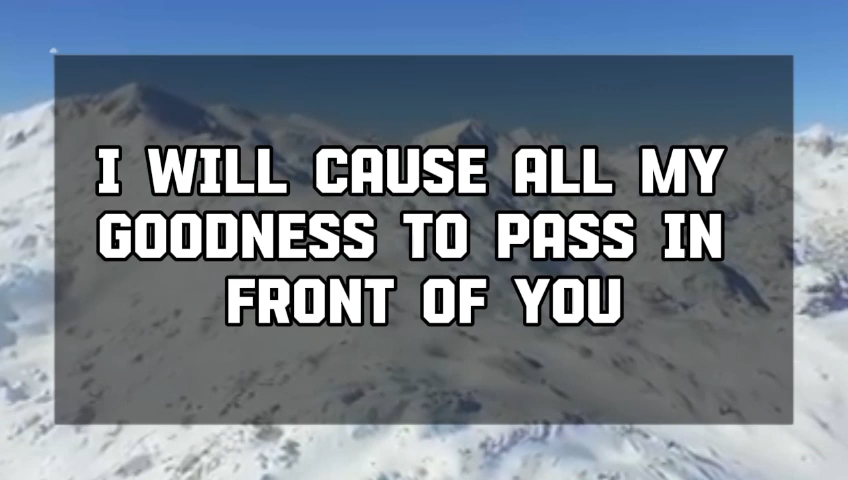 I WILL CAUSE ALL MY
GOODNESS TO PASS IN
FRONT OF YOU